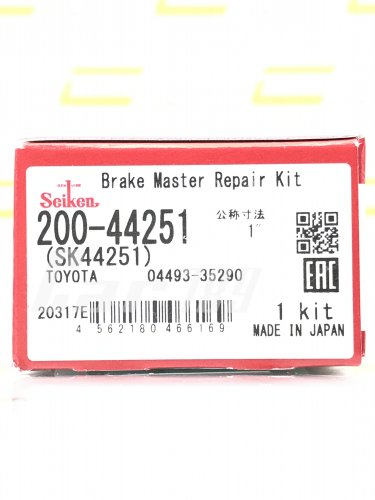 Seiken
Brake Master Repair Kit
200-44251
公称寸法
1"
(SK44251)
TOYOTA 04493-35290
EAC
20317E
4 562180 466169
1 kit
MADE IN JAPAN